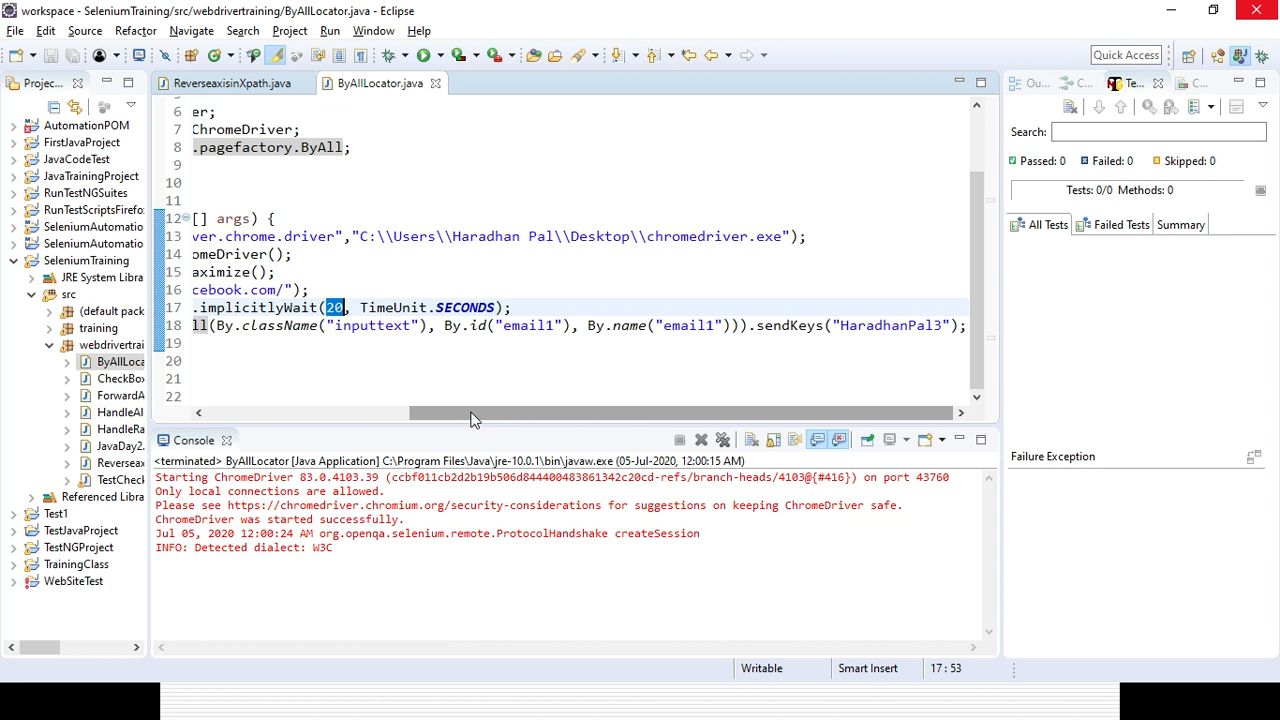 workspace - SeleniumTraining/src/webdrivertraining/ByAllLocator.java - Eclipse
File Edit Source Refactor Navigate Search Project Run Window Help
Quick Access
Projec...
ReverseaxisinXpath.java
ByAllLocator.java
Ou...
C...
Te...
C...
AutomationPOM
FirstJavaProject
JavaCodeTest
JavaTrainingProject
RunTestNGSuites
RunTestScriptsFirefo
SeleniumAutomatio
SeleniumAutomatio
SeleniumTraining
JRE System Libra
src
(default pack
training
webdrivertrai
ByAllLoca
CheckBox
ForwardA
HandleAl
HandleRa
JavaDay2.
Reverseax
TestCheck
Referenced Libra
Test1
TestJavaProject
TestNGProject
TrainingClass
WebSiteTest
6 er;
7 ChromeDriver;
8 .pagefactory.ByAll;
9
10
11
12 [] args) {
13 ver.chrome.driver","C:\\Users\\Haradhan Pal\\Desktop\\chromedriver.exe");
14 omeDriver();
15 aximize();
16 cebook.com/");
17 .implicitlyWait(20, TimeUnit.SECONDS);
18 ll(By.className("inputtext"), By.id("email1"), By.name("email1"))).sendKeys("HaradhanPal3");
19
20
21
22
Console
<terminated> ByAllLocator [Java Application] C:\Program Files\Java\jre-10.0.1\bin\javaw.exe (05-Jul-2020, 12:00:15 AM)
Starting ChromeDriver 83.0.4103.39 (ccbf011cb2d2b19b506d844400483861342c20cd-refs/branch-heads/4103@{#416}) on port 43760
Only local connections are allowed.
Please see https://chromedriver.chromium.org/security-considerations for suggestions on keeping ChromeDriver safe.
ChromeDriver was started successfully.
Jul 05, 2020 12:00:24 AM org.openqa.selenium.remote.ProtocolHandshake createSession
INFO: Detected dialect: W3C
Search:
Passed: 0 Failed: 0 Skipped: 0
Tests: 0/0 Methods: 0
All Tests Failed Tests Summary
Failure Exception
Writable Smart Insert 17 : 53